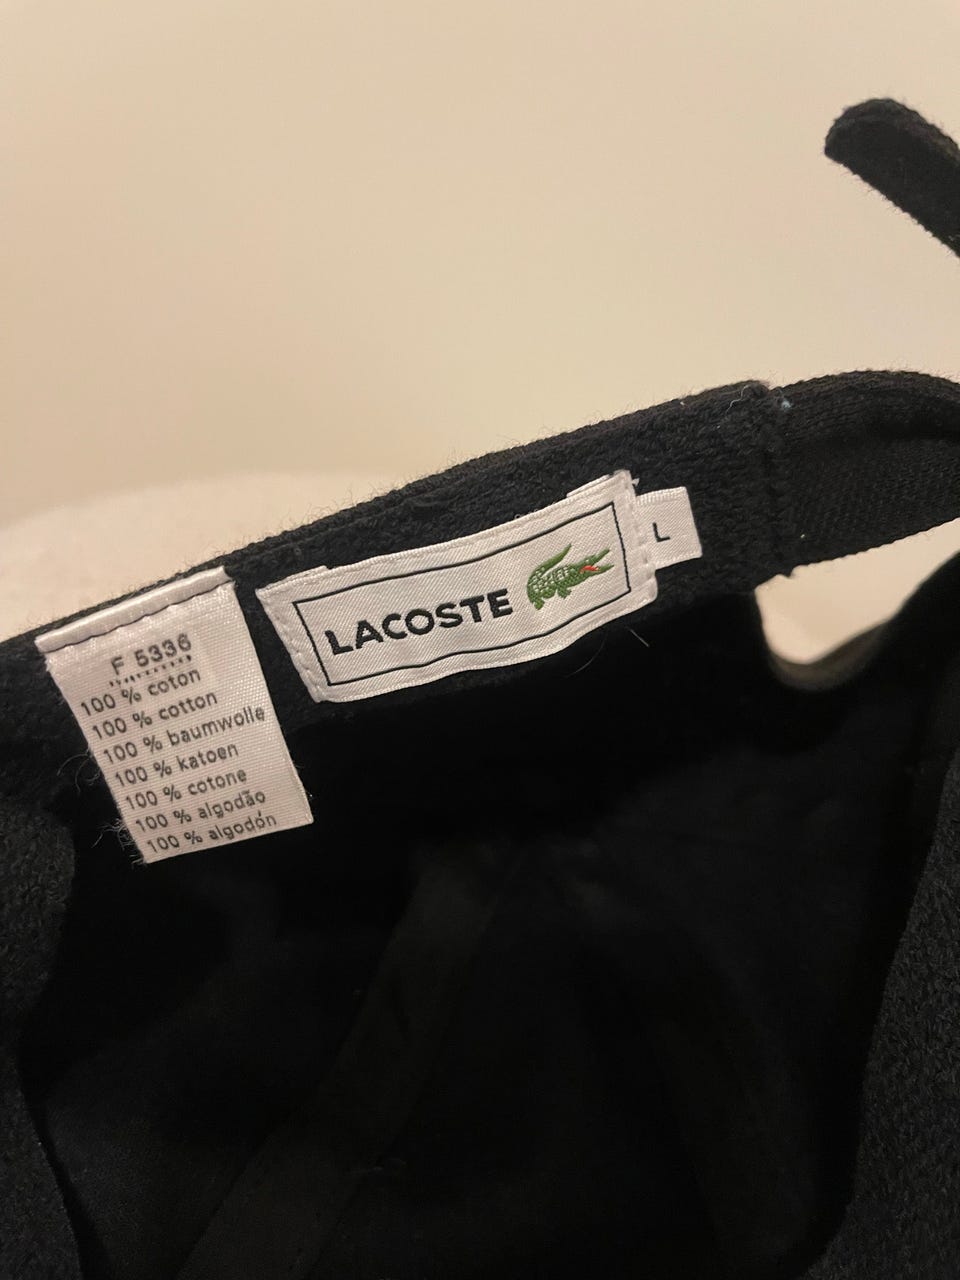 F 5336
100 % coton
100 % cotton
100 % baumwolle
100 % katoen
100 % cotone
100 % algodão
100 % algodón
LACOSTE
L